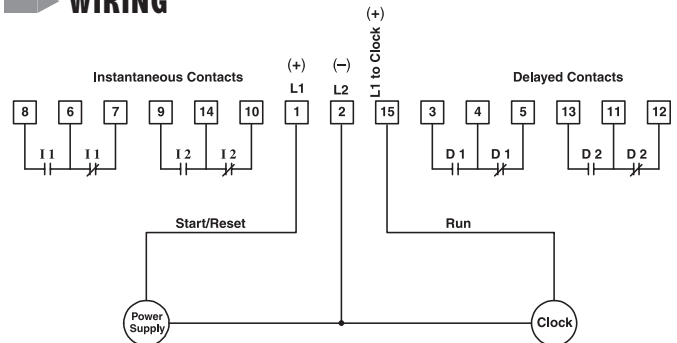 WIRING
(+)
L1 to Clock
(+) (–)
Instantaneous Contacts L1 L2 Delayed Contacts
8 6 7 9 14 10 1 2 15 3 4 5 13 11 12
I 1 I 1 I 2 I 2 D 1 D 1 D 2 D 2
Start/Reset Run
Power
Supply
Clock